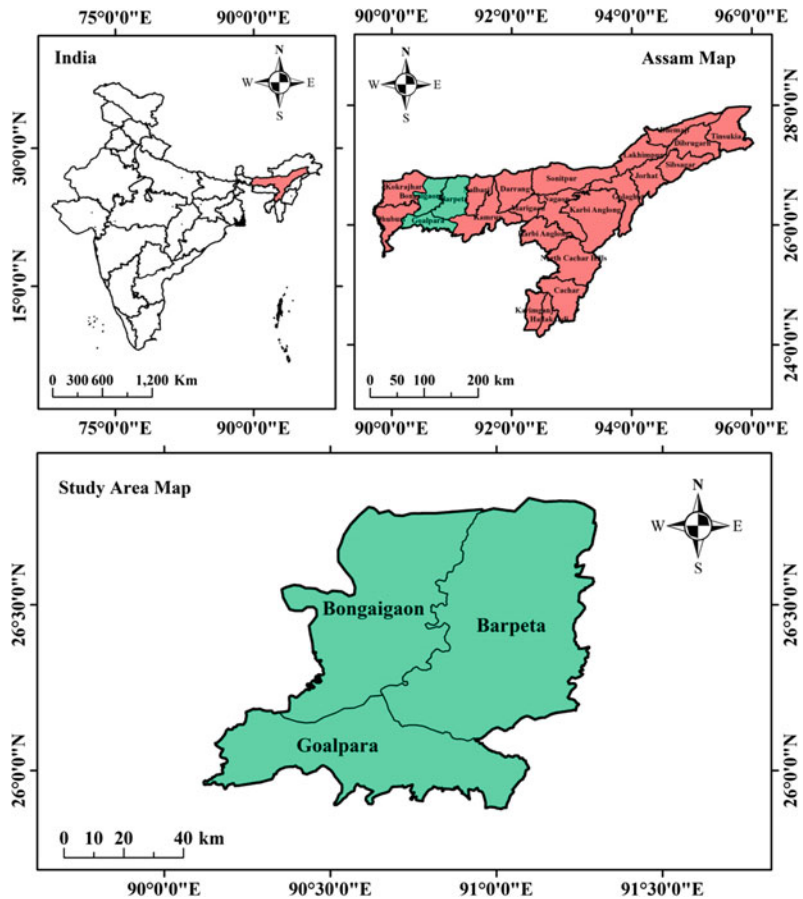 75°0'0"E 90°0'0"E
90°0'0"E 92°0'0"E 94°0'0"E 96°0'0"E
India
N
W E
S
30°0'0"N
15°0'0"N
0 300 600 1,200 Km
75°0'0"E 90°0'0"E
N
W E
S
Assam Map
28°0'0"N
26°0'0"N
24°0'0"N
Tinsukia
Dibrugarh
Lakhimpur
Sibsagar
Jorhat
Sonitpur
Kokrajhar
Darrang
Barpeta
Karbi Anglong
Goalpara
Kamrup
Karbi Anglong
North Cachar Hills
Cachar
0 50 100 200 km
90°0'0"E 92°0'0"E 94°0'0"E 96°0'0"E
Study Area Map
N
W E
S
26°30'0"N
26°0'0"N
Bongaigaon
Barpeta
Goalpara
26°30'0"N
26°0'0"N
0 10 20 40 km
90°0'0"E 90°30'0"E 91°0'0"E 91°30'0"E